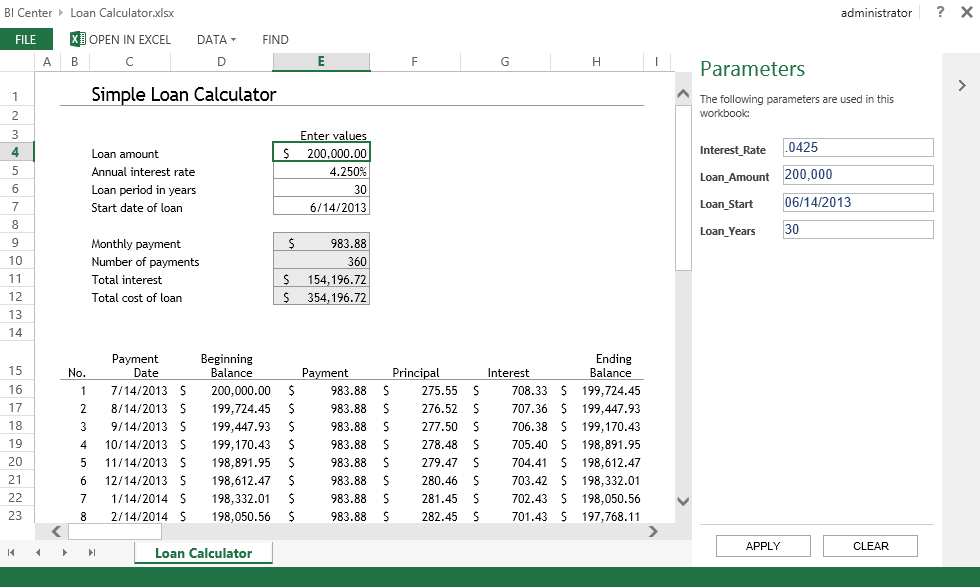 BI Center ▸ Loan Calculator.xlsx administrator ? ✕
FILE OPEN IN EXCEL DATA FIND
A B C D E F G H I
1 Simple Loan Calculator
2
3 Enter values
4 Loan amount $ 200,000.00
5 Annual interest rate 4.250%
6 Loan period in years 30
7 Start date of loan 6/14/2013
8
9 Monthly payment $ 983.88
10 Number of payments 360
11 Total interest $ 154,196.72
12 Total cost of loan $ 354,196.72
13
14
Payment Beginning Ending
15 No. Date Balance Payment Principal Interest Balance
16 1 7/14/2013 $ 200,000.00 $ 983.88 $ 275.55 $ 708.33 $ 199,724.45
17 2 8/14/2013 $ 199,724.45 $ 983.88 $ 276.52 $ 707.36 $ 199,447.93
18 3 9/14/2013 $ 199,447.93 $ 983.88 $ 277.50 $ 706.38 $ 199,170.43
19 4 10/14/2013 $ 199,170.43 $ 983.88 $ 278.48 $ 705.40 $ 198,891.95
20 5 11/14/2013 $ 198,891.95 $ 983.88 $ 279.47 $ 704.41 $ 198,612.47
21 6 12/14/2013 $ 198,612.47 $ 983.88 $ 280.46 $ 703.42 $ 198,332.01
22 7 1/14/2014 $ 198,332.01 $ 983.88 $ 281.45 $ 702.43 $ 198,050.56
23 8 2/14/2014 $ 198,050.56 $ 983.88 $ 282.45 $ 701.43 $ 197,768.11
Loan Calculator
Parameters
The following parameters are used in this
workbook:
Interest_Rate .0425
Loan_Amount 200,000
Loan_Start 06/14/2013
Loan_Years 30
APPLY CLEAR